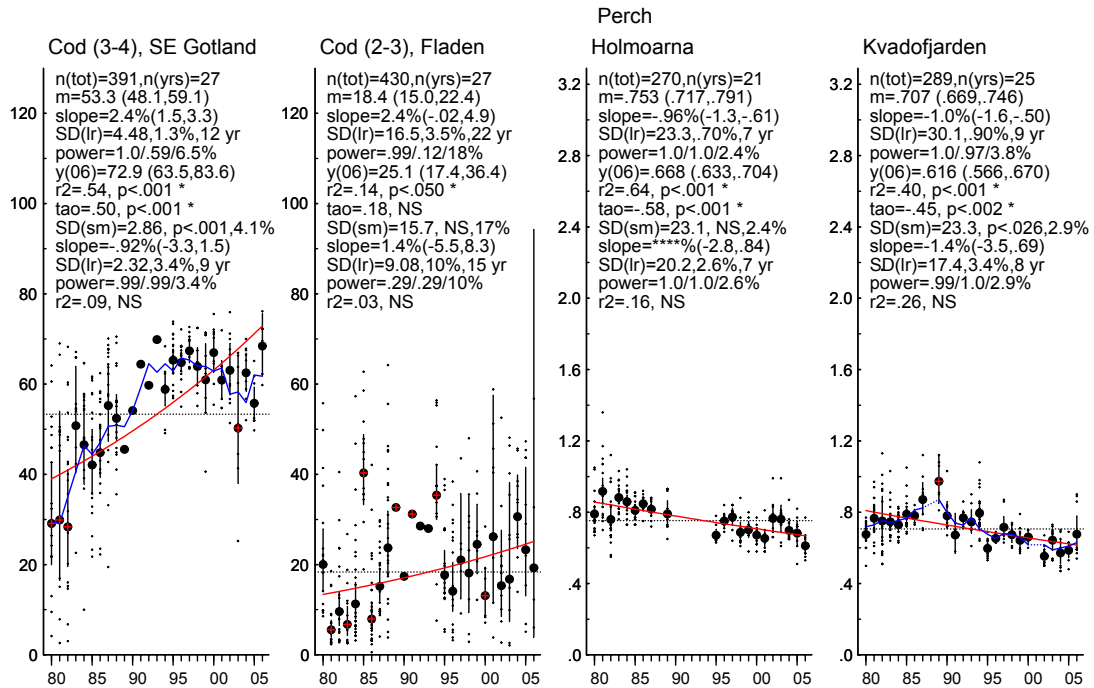 Perch
Cod (3-4), SE Gotland
n(tot)=391,n(yrs)=27
m=53.3 (48.1,59.1)
slope=2.4%(1.5,3.3)
SD(lr)=4.48,1.3%,12 yr
power=1.0/.59/6.5%
y(06)=72.9 (63.5,83.6)
r2=.54, p<.001 *
tao=.50, p<.001 *
SD(sm)=2.86, p<.001,4.1%
slope=-.92%(-3.3,1.5)
SD(lr)=2.32,3.4%,9 yr
power=.99/.99/3.4%
r2=.09, NS
120
100
80
60
40
20
0
80 85 90 95 00 05
Cod (2-3), Fladen
n(tot)=430,n(yrs)=27
m=18.4 (15.0,22.4)
slope=2.4%(-.02,4.9)
SD(lr)=16.5,3.5%,22 yr
power=.99/.12/18%
y(06)=25.1 (17.4,36.4)
r2=.14, p<.050 *
tao=.18, NS
SD(sm)=15.7, NS,17%
slope=1.4%(-5.5,8.3)
SD(lr)=9.08,10%,15 yr
power=.29/.29/10%
r2=.03, NS
120
100
80
60
40
20
0
80 85 90 95 00 05
Holmoarna
n(tot)=270,n(yrs)=21
m=.753 (.717,.791)
slope=-.96%(-1.3,-.61)
SD(lr)=23.3,.70%,7 yr
power=1.0/1.0/2.4%
y(06)=.668 (.633,.704)
r2=.64, p<.001 *
tao=-.58, p<.001 *
SD(sm)=23.1, NS,2.4%
slope=****%(-2.8,.84)
SD(lr)=20.2,2.6%,7 yr
power=1.0/1.0/2.6%
r2=.16, NS
3.2
2.8
2.4
2.0
1.6
1.2
.8
.4
.0
80 85 90 95 00 05
Kvadofjarden
n(tot)=289,n(yrs)=25
m=.707 (.669,.746)
slope=-1.0%(-1.6,-.50)
SD(lr)=30.1,.90%,9 yr
power=1.0/.97/3.8%
y(06)=.616 (.566,.670)
r2=.40, p<.001 *
tao=-.45, p<.002 *
SD(sm)=23.3, p<.026,2.9%
slope=-1.4%(-3.5,.69)
SD(lr)=17.4,3.4%,8 yr
power=.99/1.0/2.9%
r2=.26, NS
3.2
2.8
2.4
2.0
1.6
1.2
.8
.4
.0
80 85 90 95 00 05